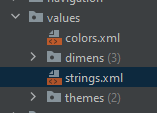 values
colors.xml
dimens (3)
strings.xml
themes (2)